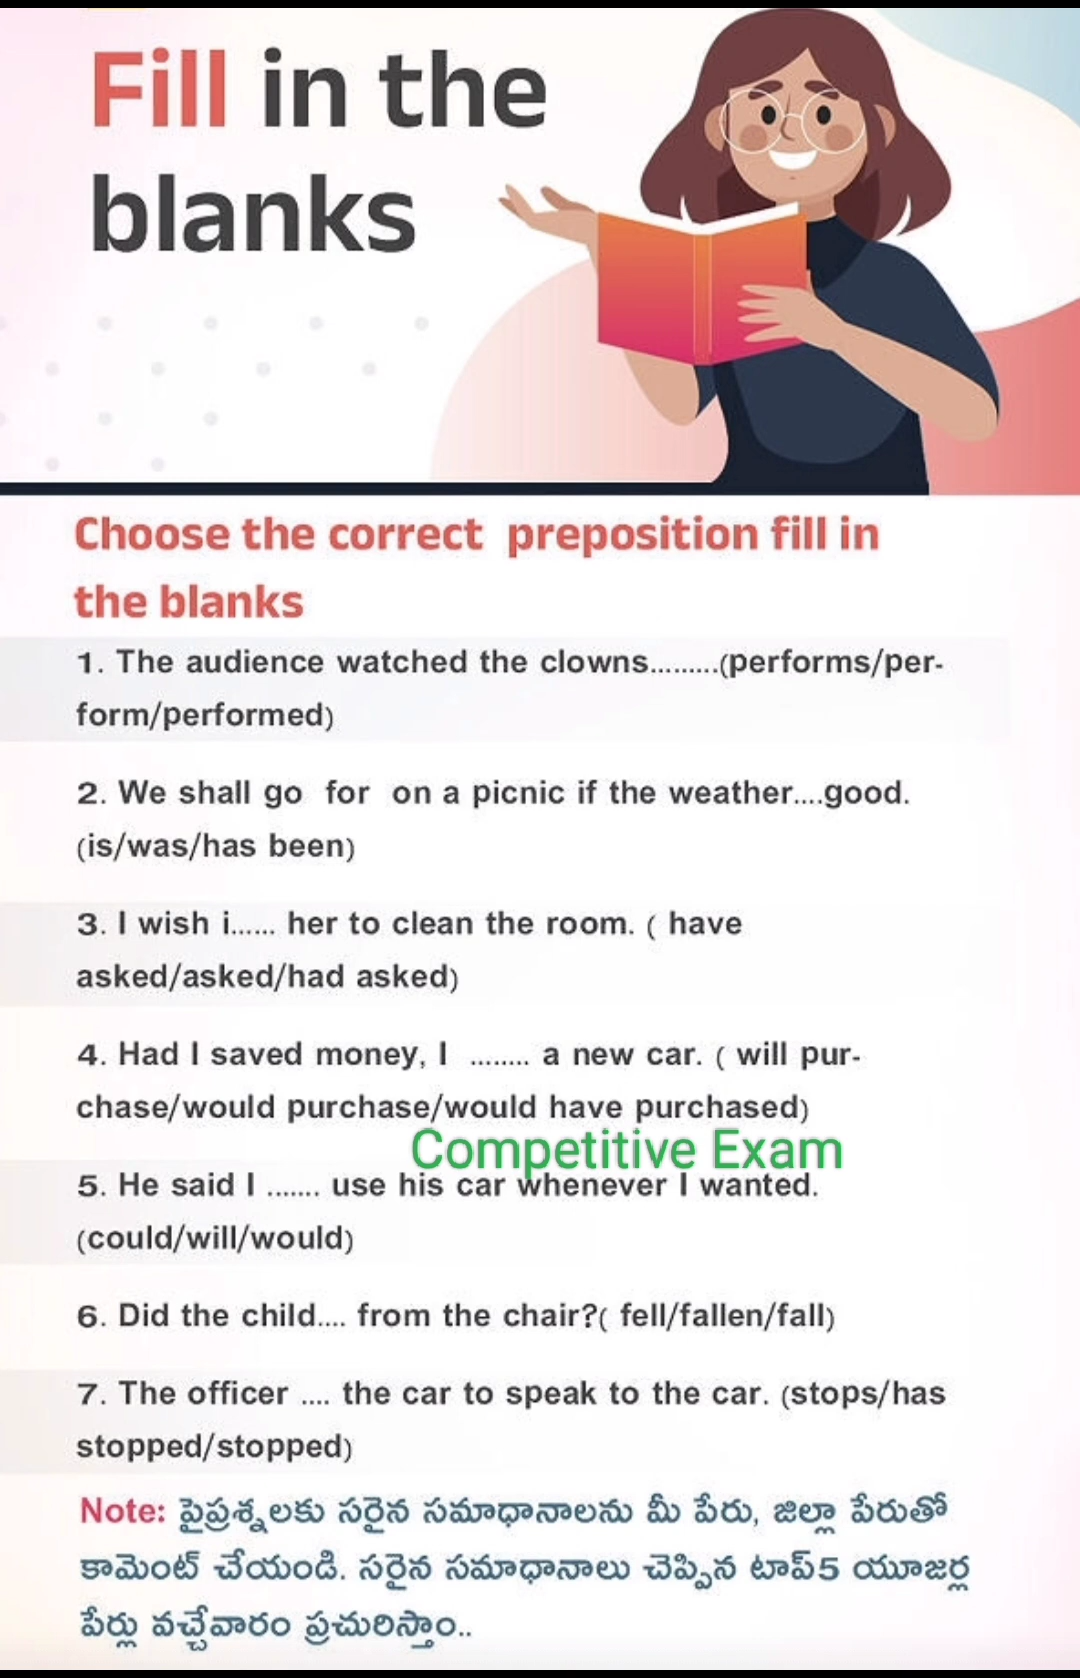 Fill in the
blanks
Choose the correct preposition fill in
the blanks
1. The audience watched the clowns.........(performs/per-
form/performed)
2. We shall go for on a picnic if the weather....good.
(is/was/has been)
3. I wish i...... her to clean the room. ( have
asked/asked/had asked)
4. Had I saved money, I ........ a new car. ( will pur-
chase/would purchase/would have purchased)
Competitive Exam
5. He said I ....... use his car whenever I wanted.
(could/will/would)
6. Did the child.... from the chair?( fell/fallen/fall)
7. The officer .... the car to speak to the car. (stops/has
stopped/stopped)
Note: పైప్రశ్నలకు సరైన సమాధానాలను మీ పేరు, జిల్లా పేరుతో
కామెంట్ చేయండి. సరైన సమాధానాలు చెప్పిన టాప్5 యూజర్ల
పేర్లు వచ్చేవారం ప్రచురిస్తాం..